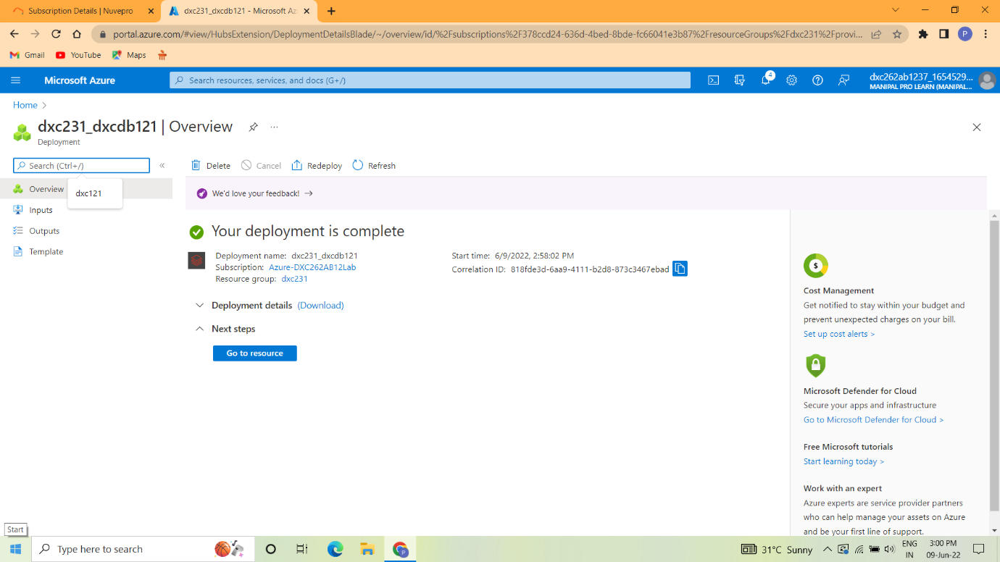 Subscription Details | Nuvepro
dxc231_dxcdb121 - Microsoft Az
portal.azure.com/#view/HubsExtension/DeploymentDetailsBlade/~/overview/id/%2Fsubscriptions%2F378ccd24-636d-4bed-8bde-fc66041e3b87%2FresourceGroups%2Fdxc231%2Fprovi...
P
Gmail
YouTube
Maps
Microsoft Azure
Search resources, services, and docs (G+/)
4
dxc262ab1237_1654529...
MANIPAL PRO LEARN (MANIPAL...
Home
dxc231_dxcdb121 | Overview
...
Deployment
Search (Ctrl+/)
«
Delete
Cancel
Redeploy
Refresh
Overview
dxc121
Inputs
Outputs
Template
We'd love your feedback! →
Your deployment is complete
Deployment name: dxc231_dxcdb121
Subscription: Azure-DXC262AB12Lab
Resource group: dxc231
Start time: 6/9/2022, 2:58:02 PM
Correlation ID: 818fde3d-6aa9-4111-b2d8-873c3467ebad
Deployment details (Download)
Next steps
Go to resource
$
Cost Management
Get notified to stay within your budget and
prevent unexpected charges on your bill.
Set up cost alerts >
Microsoft Defender for Cloud
Secure your apps and infrastructure
Go to Microsoft Defender for Cloud >
Free Microsoft tutorials
Start learning today >
Work with an expert
Azure experts are service provider partners
who can help manage your assets on Azure
and be your first line of support.
Start
Type here to search
P
31°C Sunny
ENG
IN
3:00 PM
09-Jun-22